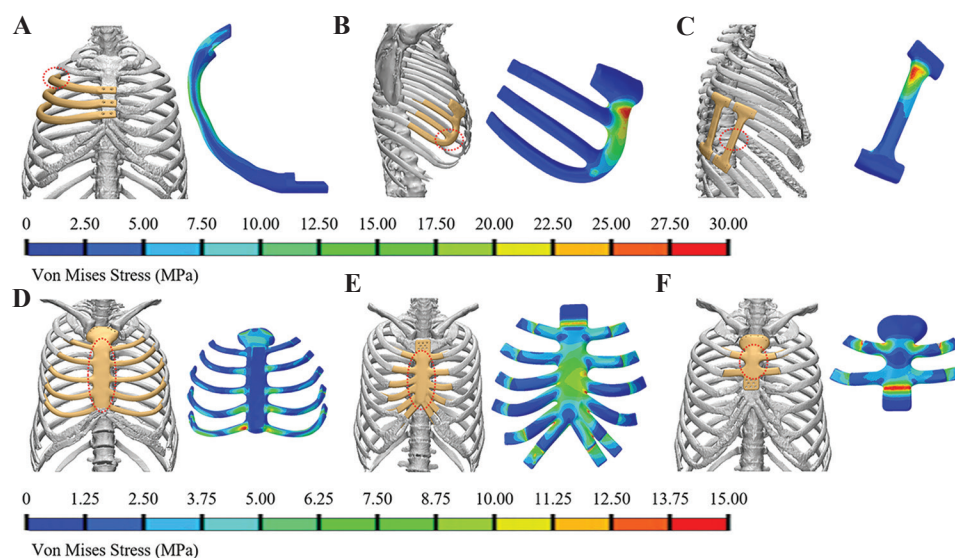 A B C
0 2.50 5.00 7.50 10.00 12.50 15.00 17.50 20.00 22.50 25.00 27.50 30.00
Von Mises Stress (MPa)
D E F
0 1.25 2.50 3.75 5.00 6.25 7.50 8.75 10.00 11.25 12.50 13.75 15.00
Von Mises Stress (MPa)